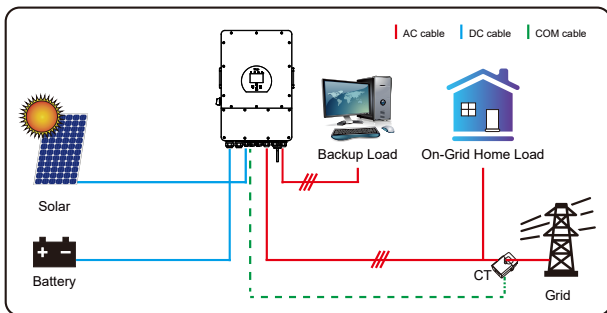 AC cable
DC cable
COM cable
Backup Load
On-Grid Home Load
Solar
CT
Battery
Grid